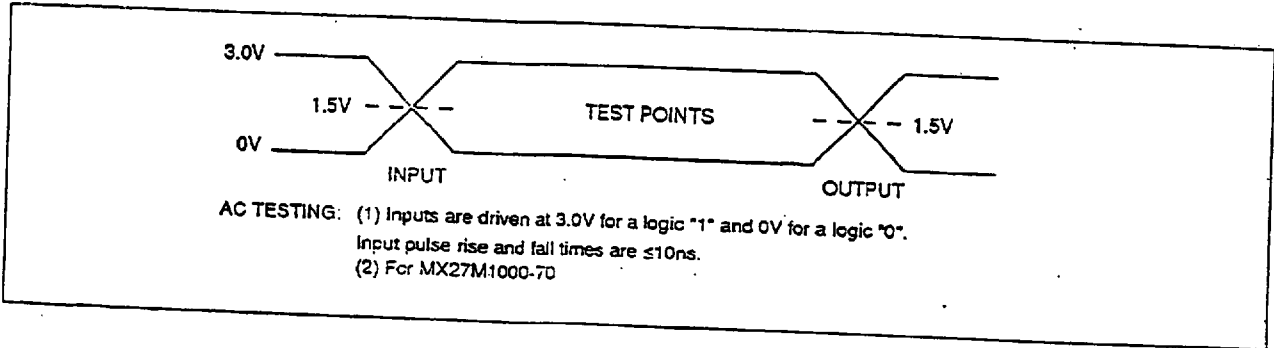 3.0V
1.5V
TEST POINTS
1.5V
0V
INPUT
OUTPUT
AC TESTING: (1) Inputs are driven at 3.0V for a logic "1" and 0V for a logic "0".
Input pulse rise and fall times are ≤10ns.
(2) For MX27M1000-70